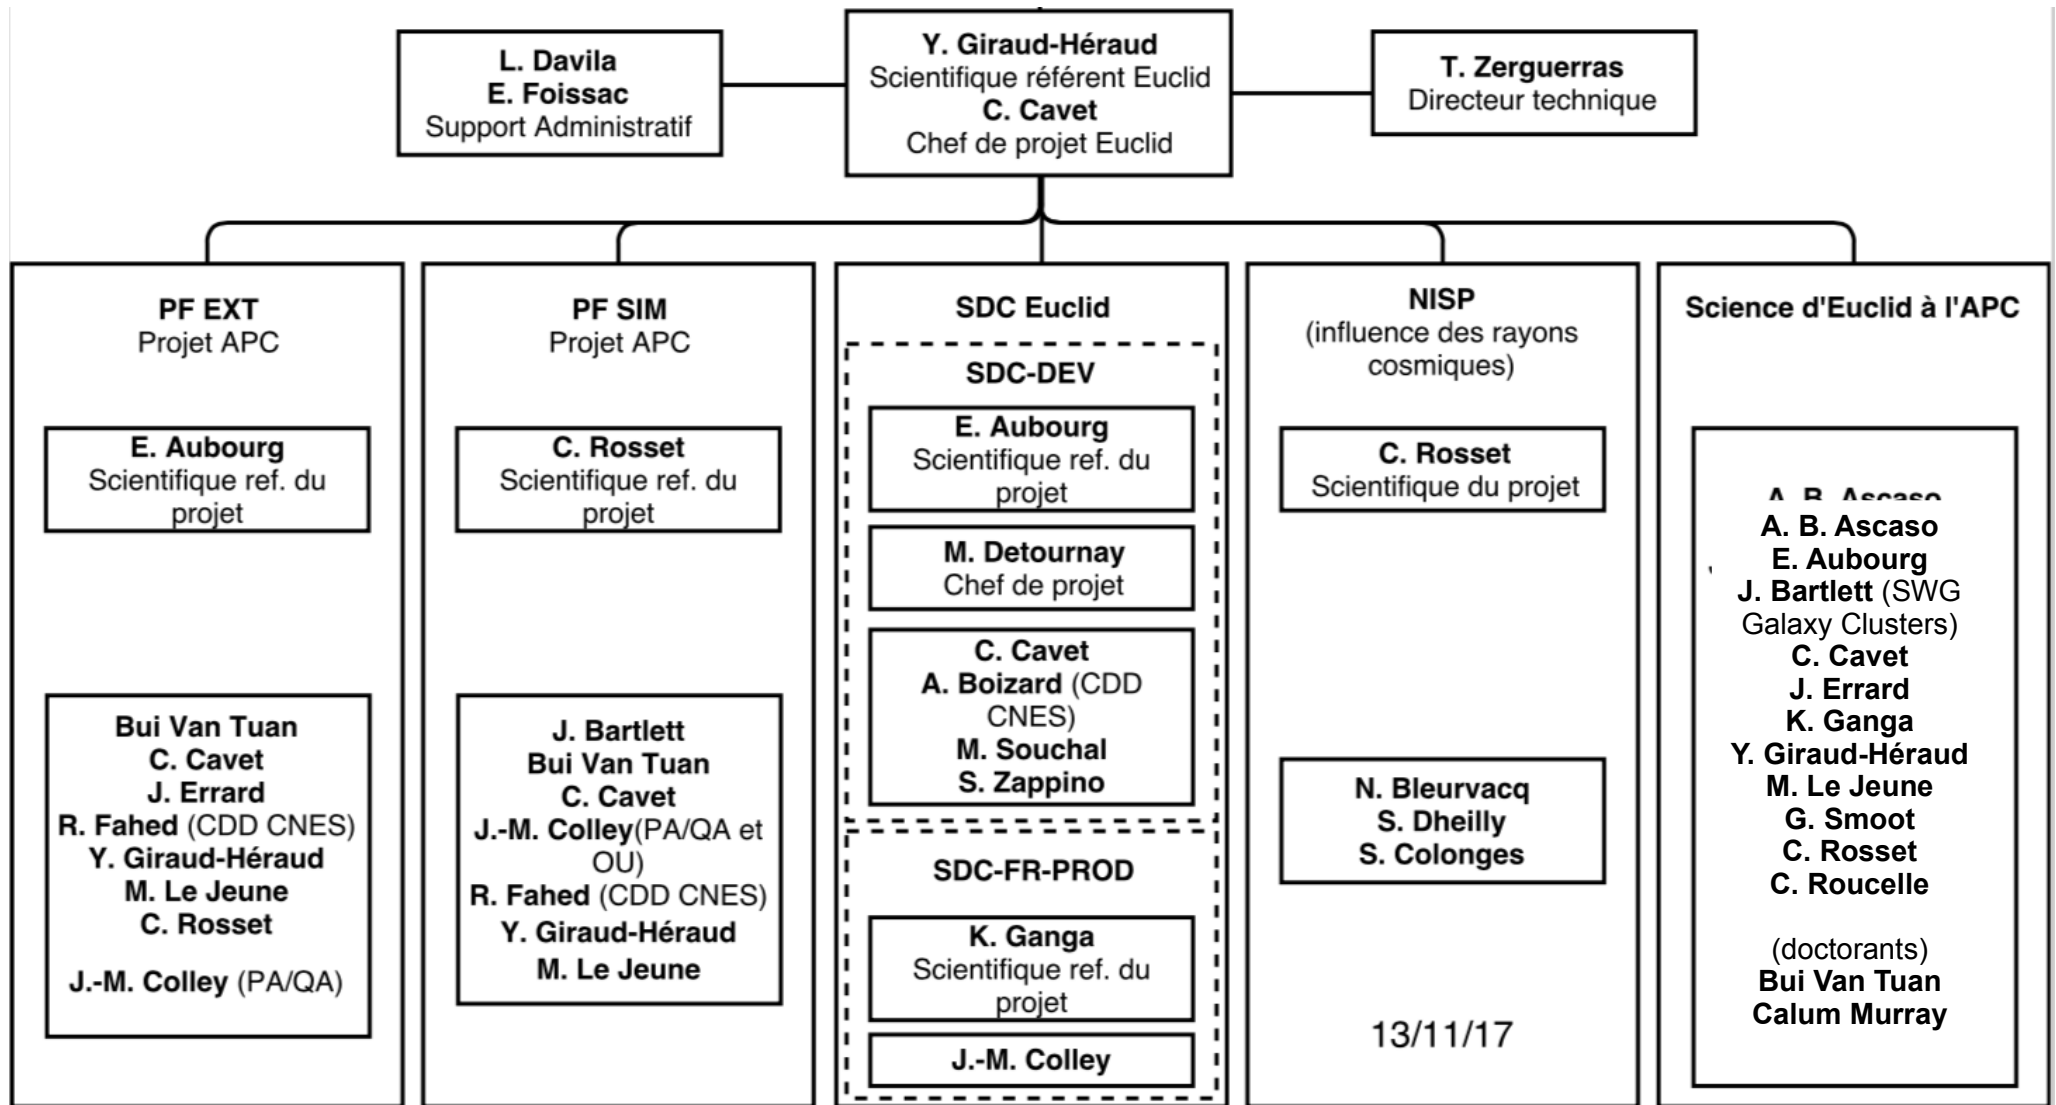 L. Davila
E. Foissac
Support Administratif
Y. Giraud-Héraud
Scientifique référent Euclid
C. Cavet
Chef de projet Euclid
T. Zerguerras
Directeur technique
PF EXT
Projet APC
E. Aubourg
Scientifique ref. du
projet
Bui Van Tuan
C. Cavet
J. Errard
R. Fahed (CDD CNES)
Y. Giraud-Héraud
M. Le Jeune
C. Rosset
J.-M. Colley (PA/QA)
PF SIM
Projet APC
C. Rosset
Scientifique ref. du
projet
J. Bartlett
Bui Van Tuan
C. Cavet
J.-M. Colley(PA/QA et
OU)
R. Fahed (CDD CNES)
Y. Giraud-Héraud
M. Le Jeune
SDC Euclid
SDC-DEV
E. Aubourg
Scientifique ref. du
projet
M. Detournay
Chef de projet
C. Cavet
A. Boizard (CDD
CNES)
M. Souchal
S. Zappino
SDC-FR-PROD
K. Ganga
Scientifique ref. du
projet
J.-M. Colley
NISP
(influence des rayons
cosmiques)
C. Rosset
Scientifique du projet
N. Bleurvacq
S. Dheilly
S. Colonges
13/11/17
Science d'Euclid à l'APC
A. B. Ascaso
A. B. Ascaso
E. Aubourg
J. Bartlett (SWG
Galaxy Clusters)
C. Cavet
J. Errard
K. Ganga
Y. Giraud-Héraud
M. Le Jeune
G. Smoot
C. Rosset
C. Roucelle
(doctorants)
Bui Van Tuan
Calum Murray